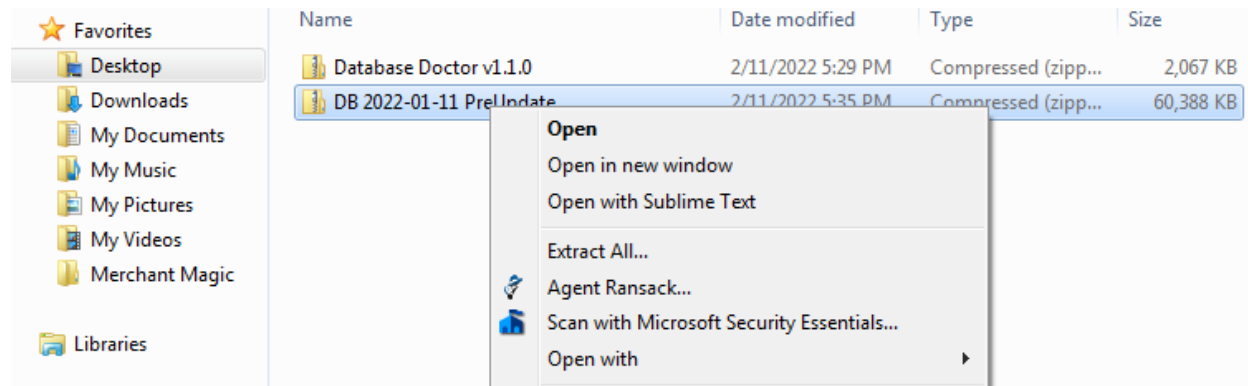 Favorites
Desktop
Downloads
My Documents
My Music
My Pictures
My Videos
Merchant Magic
Libraries
Name Date modified Type Size
Database Doctor v1.1.0 2/11/2022 5:29 PM Compressed (zipp... 2,067 KB
DB 2022-01-11 PreUpdate 2/11/2022 5:35 PM Compressed (zipp... 60,388 KB
Open
Open in new window
Open with Sublime Text
Extract All...
Agent Ransack...
Scan with Microsoft Security Essentials...
Open with